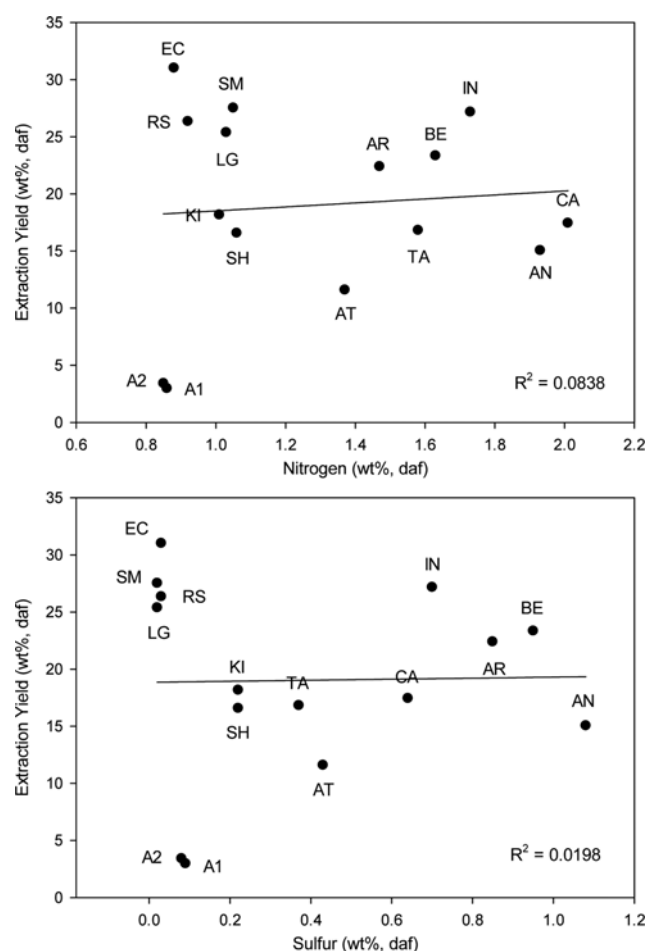 35
EC
30
SM
IN
RS
25
BE
LG
AR
20
CA
KI
15
SH
TA
AN
10
AT
5
A2
A1
R² = 0.0838
0
0.6 0.8 1.0 1.2 1.4 1.6 1.8 2.0 2.2
Nitrogen (wt%, daf)
Extraction Yield (wt%, daf)
35
EC
30
SM
IN
RS
25
BE
LG
20
KI
AR
TA
CA
AN
15
SH
10
AT
5
A2
A1
R² = 0.0198
0
0.0 0.2 0.4 0.6 0.8 1.0 1.2
Sulfur (wt%, daf)
Extraction Yield (wt%, daf)